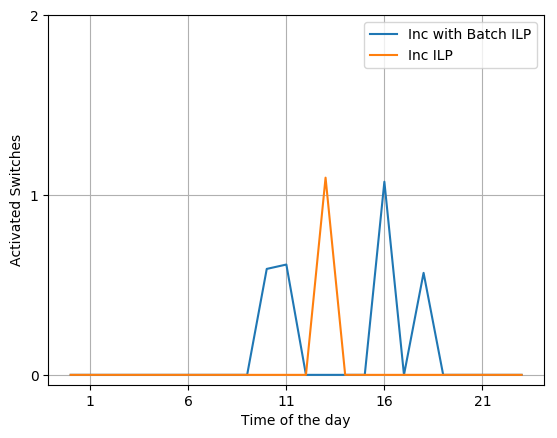 2
Inc with Batch ILP
Inc ILP
Activated Switches
1
0
1 6 11 16 21
Time of the day